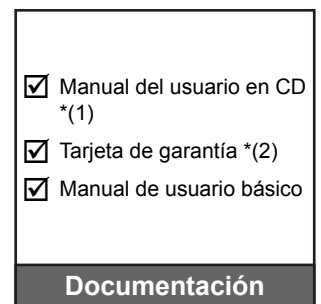 ☑ Manual del usuario en CD
*(1)
☑ Tarjeta de garantía *(2)
☑ Manual de usuario básico
Documentación